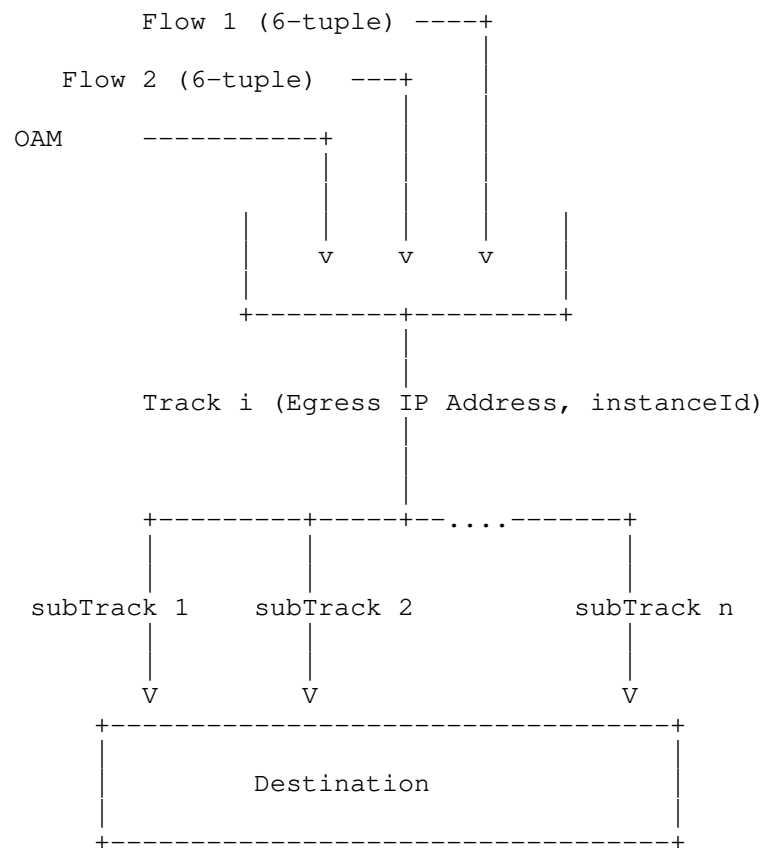 Flow 1 (6-tuple) ----+
Flow 2 (6-tuple) ---+
OAM -----------+
v v v
+---------+---------+
Track i (Egress IP Address, instanceId)
+---------+-----+--....------+
subTrack 1 subTrack 2 subTrack n
V V V
+-----------------------------------+
Destination
+-----------------------------------+